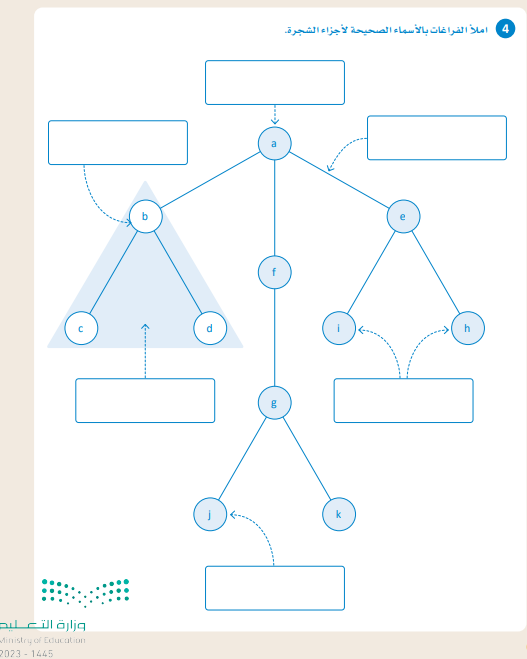 4 املأ الفراغات بالأسماء الصحيحة لأجزاء الشجرة.
a
b
e
f
c
d
i
h
g
j
k
وزارة التعليم
Ministry of Education
2023 - 1445